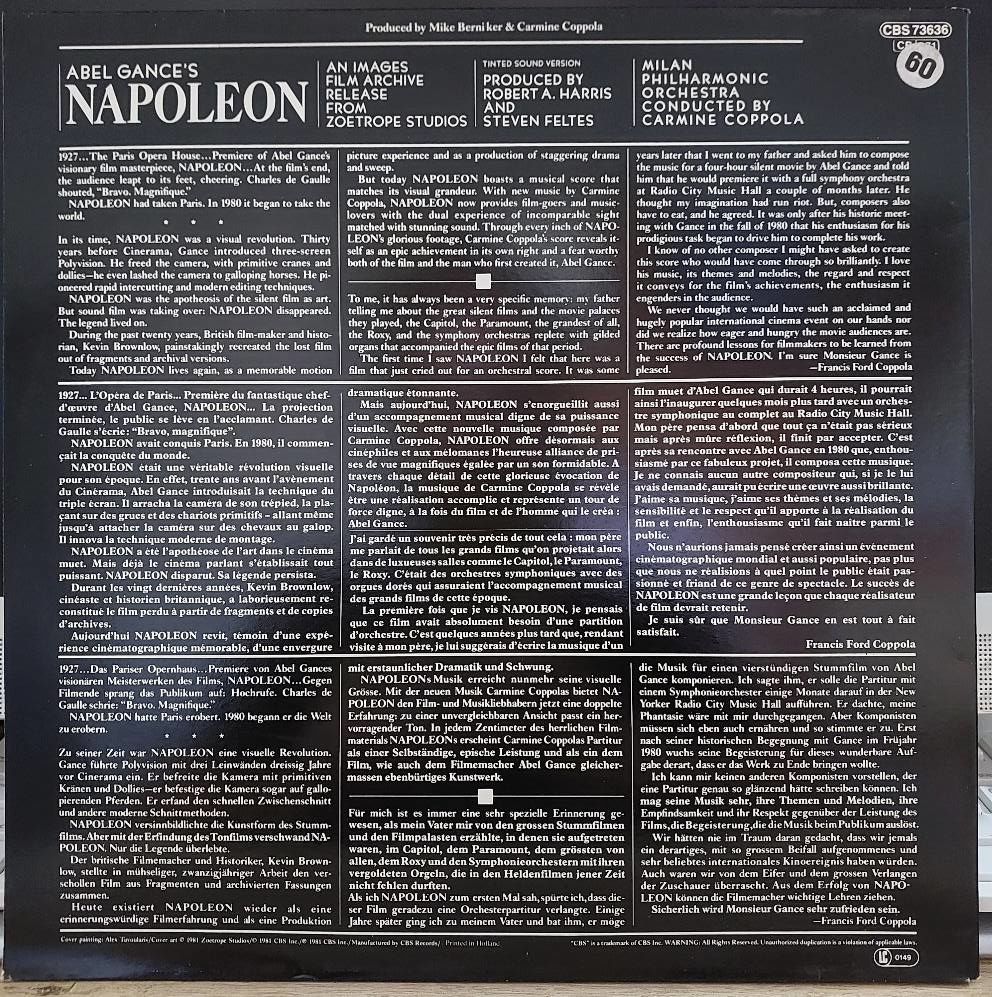 Produced by Mike Berniker & Carmine Coppola
CBS 73636
60
ABEL GANCE'S
NAPOLEON
AN IMAGES
FILM ARCHIVE
RELEASE
FROM
ZOETROPE STUDIOS
TINTED SOUND VERSION
PRODUCED BY
ROBERT A. HARRIS
AND
STEVEN FELTES
MILAN
PHILHARMONIC
ORCHESTRA
CONDUCTED BY
CARMINE COPPOLA
1927...The Paris Opera House...Premiere of Abel Gance's
visionary film masterpiece, NAPOLEON...At the film's end,
the audience leapt to its feet, cheering. Charles de Gaulle
shouted, "Bravo. Magnifique."
NAPOLEON had taken Paris. In 1980 it began to take the
world.
* * *
In its time, NAPOLEON was a visual revolution. Thirty
years before Cinerama, Gance introduced three-screen
Polyvision. He freed the camera, with primitive cranes and
dollies—he even lashed the camera to galloping horses. He pi-
oneered rapid intercutting and modern editing techniques.
NAPOLEON was the apotheosis of the silent film as art.
But sound film was taking over: NAPOLEON disappeared.
The legend lived on.
During the past twenty years, British film-maker and histo-
rian, Kevin Brownlow, painstakingly recreated the lost film
out of fragments and archival versions.
Today NAPOLEON lives again, as a memorable motion
picture experience and as a production of staggering drama
and sweep.
But today NAPOLEON boasts a musical score that
matches its visual grandeur. With new music by Carmine
Coppola, NAPOLEON now provides film-goers and music-
lovers with the dual experience of incomparable sight
matched with stunning sound. Through every inch of NAPO-
LEON's glorious footage, Carmine Coppola's score reveals it-
self as an epic achievement in its own right and a feat worthy
both of the film and the man who first created it, Abel Gance.
To me, it has always been a very specific memory: my father
telling me about the great silent films and the movie palaces
they played, the Capitol, the Paramount, the grandest of all,
the Roxy, and the symphony orchestras replete with gilded
organs that accompanied the epic films of that period.
The first time I saw NAPOLEON I felt that here was a
film that just cried out for an orchestral score. It was some
years later that I went to my father and asked him to compose
the music for a four-hour silent movie by Abel Gance and told
him that he would premiere it with a full symphony orchestra
at Radio City Music Hall a couple of months later. He
thought my imagination had run riot. But, composers also
have to eat, and he agreed. It was only after his historic meet-
ing with Gance in the fall of 1980 that his enthusiasm for his
prodigious task began to drive him to complete his work.
I know of no other composer I might have asked to create
this score who would have come through so brilliantly. I love
his music, its themes and melodies, the regard and respect
it conveys for the film's achievements, the enthusiasm it
engenders in the audience.
We never thought we would have such an acclaimed and
hugely popular international cinema event on our hands nor
did we realize how eager and hungry the movie audiences are.
There are profound lessons for filmmakers to be learned from
the success of NAPOLEON. I'm sure Monsieur Gance is
pleased. —Francis Ford Coppola
1927... L'Opéra de Paris... Première du fantastique chef-
d'œuvre d'Abel Gance, NAPOLEON... La projection
terminée, le public se lève en l'acclamant. Charles de
Gaulle s'écrie: "Bravo, magnifique".
NAPOLEON avait conquis Paris. En 1980, il commen-
çait la conquête du monde.
NAPOLEON était une véritable révolution visuelle
pour son époque. En effet, trente ans avant l'avènement
du Cinérama, Abel Gance introduisait la technique du
triple écran. Il arracha la caméra de son trépied, la pla-
çant sur des grues et des chariots primitifs - allant même
jusqu'à attacher la caméra sur des chevaux au galop.
Il innova la technique moderne de montage.
NAPOLEON a été l'apothéose de l'art dans le cinéma
muet. Mais déjà le cinéma parlant s'établissait tout
puissant. NAPOLEON disparut. Sa légende persista.
Durant les vingt dernières années, Kevin Brownlow,
cinéaste et historien britannique, a laborieusement re-
constitué le film perdu à partir de fragments et de copies
d'archives.
Aujourd'hui NAPOLEON revit, témoin d'une expé-
rience cinématographique mémorable, d'une envergure
dramatique étonnante.
Mais aujourd'hui, NAPOLEON s'enorgueillit aussi
d'un accompagnement musical digne de sa puissance
visuelle. Avec cette nouvelle musique composée par
Carmine Coppola, NAPOLEON offre désormais aux
cinéphiles et aux mélomanes l'heureuse alliance de pri-
ses de vue magnifiques égalée par un son formidable. A
travers chaque détail de cette glorieuse évocation de
Napoléon, la musique de Carmine Coppola se révèle
être une réalisation accomplie et représente un tour de
force digne, à la fois du film et de l'homme qui le créa :
Abel Gance.
J'ai gardé un souvenir très précis de tout cela : mon père
me parlait de tous les grands films qu'on projetait alors
dans de luxueuses salles comme le Capitol, le Paramount,
le Roxy. C'était des orchestres symphoniques avec des
orgues dorés qui assuraient l'accompagnement musical
des grands films de cette époque.
La première fois que je vis NAPOLEON, je pensais
que ce film avait absolument besoin d'une partition
d'orchestre. C'est quelques années plus tard que, rendant
visite à mon père, je lui suggérais d'écrire la musique d'un
film muet d'Abel Gance qui durait 4 heures, il pourrait
ainsi l'inaugurer quelques mois plus tard avec un orches-
tre symphonique au complet au Radio City Music Hall.
Mon père pensa d'abord que tout ça n'était pas sérieux
mais après mûre réflexion, il finit par accepter. C'est
après sa rencontre avec Abel Gance en 1980 que, enthou-
siasmé par ce fabuleux projet, il composa cette musique.
Je ne connais aucun autre compositeur qui, si je le lui
avais demandé, aurait pu écrire une œuvre aussi brillante.
J'aime sa musique, j'aime ses thèmes et ses mélodies, la
sensibilité et le respect qu'il apporte à la réalisation du
film et enfin, l'enthousiasme qu'il fait naître parmi le
public.
Nous n'aurions jamais pensé créer ainsi un événement
cinématographique mondial et aussi populaire, pas plus
que nous ne réalisions à quel point le public était pas-
sionné et friand de ce genre de spectacle. Le succès de
NAPOLEON est une grande leçon que chaque réalisateur
de film devrait retenir.
Je suis sûr que Monsieur Gance en est tout à fait
satisfait.
Francis Ford Coppola
1927...Das Pariser Opernhaus...Premiere von Abel Gances
visionären Meisterwerken des Films, NAPOLEON...Gegen
Filmende sprang das Publikum auf: Hochrufe. Charles de
Gaulle schrie: "Bravo. Magnifique."
NAPOLEON hatte Paris erobert. 1980 begann er die Welt
zu erobern.
* * *
Zu seiner Zeit war NAPOLEON eine visuelle Revolution.
Gance führte Polyvision mit drei Leinwänden dreissig Jahre
vor Cinerama ein. Er befreite die Kamera mit primitiven
Kränen und Dollies—er befestige die Kamera sogar auf gallo-
pierenden Pferden. Er erfand den schnellen Zwischenschnitt
und andere moderne Schnittmethoden.
NAPOLEON versinnbildlichte die Kunstform des Stumm-
films. Aber mit der Erfindung des Tonfilms verschwand NA-
POLEON. Nur die Legende überlebte.
Der britische Filmemacher und Historiker, Kevin Brown-
low, stellte in mühseliger, zwanzigjähriger Arbeit den ver-
schollen Film aus Fragmenten und archivierten Fassungen
zusammen.
Heute existiert NAPOLEON wieder als eine
erinnerungswürdige Filmerfahrung und als eine Produktion
mit erstaunlicher Dramatik und Schwung.
NAPOLEONs Musik erreicht nunmehr seine visuelle
Grösse. Mit der neuen Musik Carmine Coppolas bietet NA-
POLEON den Film- und Musikliebhabern jetzt eine doppelte
Erfahrung: zu einer unvergleichbaren Ansicht passt ein her-
vorragender Ton. In jedem Zentimeter des herrlichen Film-
materials NAPOLEONs erscheint Carmine Coppolas Partitur
als einer Selbständige, epische Leistung und als ein dem
Film, wie auch dem Filmemacher Abel Gance gleicher-
massen ebenbürtiges Kunstwerk.
Für mich ist es immer eine sehr spezielle Erinnerung ge-
wesen, als mein Vater mir von den grossen Stummfilmen
und den Filmpalasten erzählte, in denen sie aufgetreten
waren, im Capitol, dem Paramount, dem grössten von
allen, dem Roxy und den Symphonieorchestern mit ihren
vergoldeten Orgeln, die in den Heldenfilmen jener Zeit
nicht fehlen durften.
Als ich NAPOLEON zum ersten Mal sah, spürte ich, dass die-
ser Film geradezu eine Orchesterpartitur verlangte. Einige
Jahre später ging ich zu meinem Vater und bat ihm, er möge
die Musik für einen vierstündigen Stummfilm von Abel
Gance komponieren. Ich sagte ihm, er solle die Partitur mit
einem Symphonieorchester einige Monate darauf in der New
Yorker Radio City Music Hall aufführen. Er dachte, meine
Phantasie wäre mit mir durchgegangen. Aber Komponisten
müssen sich eben auch ernähren und so stimmte er zu. Erst
nach seiner historischen Begegnung mit Gance im Frühjar
1980 wuchs seine Begeisterung für dieses wunderbare Auf-
gabe derart, dass er das Werk zu Ende bringen wollte.
Ich kann mir keinen anderen Komponisten vorstellen, der
eine Partitur genau so glänzend hätte schreiben können. Ich
mag seine Musik sehr, ihre Themen und Melodien, ihre
Empfindsamkeit und ihr Respekt gegenüber der Leistung des
Films, die Begeisterung, die die Musik beim Publikum auslöst.
Wir hätten nie im Traum daran gedacht, dass wir jemals
ein derartiges, mit so grossem Beifall aufgenommenes und
sehr beliebtes internationales Kinoereignis haben würden.
Auch waren wir von dem Eifer und dem grossen Verlangen
der Zuschauer überrascht. Aus dem Erfolg von NAPO-
LEON können die Filmemacher wichtige Lehren ziehen.
Sicherlich wird Monsieur Gance sehr zufrieden sein.
—Francis Ford Coppola
Cover painting: Alex Tavoularis/Cover art © 1981 Zoetrope Studios/© 1981 CBS Inc./℗ 1981 CBS Inc./Manufactured by CBS Records/ Printed in Holland
"CBS" is a trademark of CBS Inc. WARNING: All Rights Reserved. Unauthorized duplication is a violation of applicable laws.
LC 0149